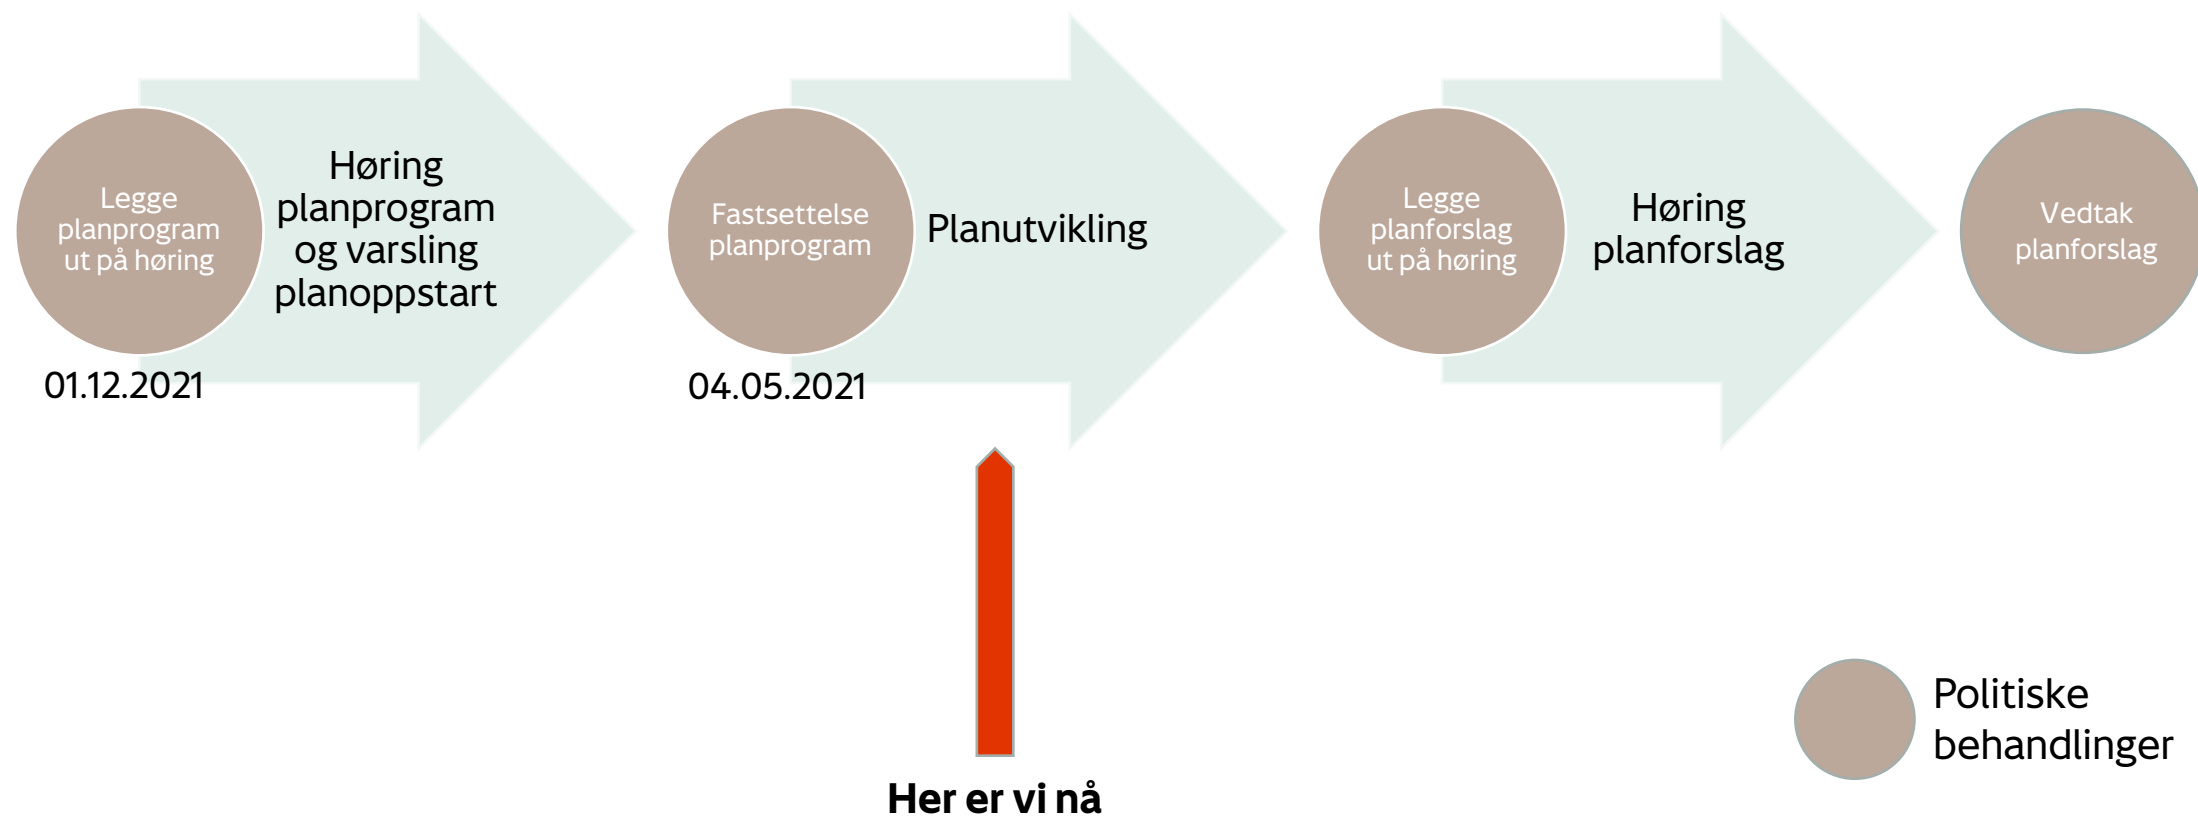 Legge
planprogram
ut på høring
Høring
planprogram
og varsling
planoppstart
01.12.2021
Fastsettelse
planprogram
Planutvikling
04.05.2021
Legge
planforslag
ut på høring
Høring
planforslag
Vedtak
planforslag
Her er vi nå
Politiske
behandlinger